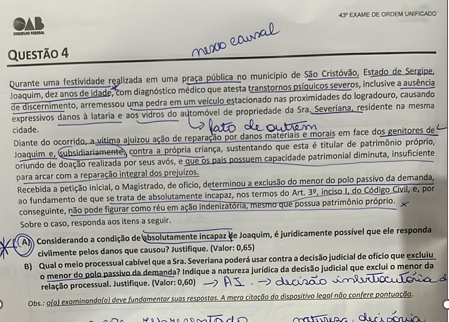 OAB
CONSELHO FEDERAL
43º EXAME DE ORDEM UNIFICADO
QUESTÃO 4
nexo causal
Durante uma festividade realizada em uma praça pública no município de São Cristóvão, Estado de Sergipe,
Joaquim, dez anos de idade, com diagnóstico médico que atesta transtornos psíquicos severos, inclusive a ausência
de discernimento, arremessou uma pedra em um veículo estacionado nas proximidades do logradouro, causando
expressivos danos à lataria e aos vidros do automóvel de propriedade da Sra. Severiana, residente na mesma
cidade.
fato de outrem
Diante do ocorrido, a vítima ajuizou ação de reparação por danos materiais e morais em face dos genitores de
Joaquim e, subsidiariamente, contra a própria criança, sustentando que esta é titular de patrimônio próprio,
oriundo de doação realizada por seus avós, e que os pais possuem capacidade patrimonial diminuta, insuficiente
para arcar com a reparação integral dos prejuízos.
Recebida a petição inicial, o Magistrado, de ofício, determinou a exclusão do menor do polo passivo da demanda,
ao fundamento de que se trata de absolutamente incapaz, nos termos do Art. 3º, inciso I, do Código Civil, e, por
conseguinte, não pode figurar como réu em ação indenizatória, mesmo que possua patrimônio próprio. x
Sobre o caso, responda aos itens a seguir.
A) Considerando a condição de absolutamente incapaz de Joaquim, é juridicamente possível que ele responda
civilmente pelos danos que causou? Justifique. (Valor: 0,65)
B) Qual o meio processual cabível que a Sra. Severiana poderá usar contra a decisão de ofício que excluiu
o menor do polo passivo da demanda? Indique a natureza jurídica da decisão judicial que exclui o menor da
relação processual. Justifique. (Valor: 0,60) → AI. → decisão interlocutória
Obs.: o(a) examinando(a) deve fundamentar suas respostas. A mera citação do dispositivo legal não confere pontuação.
representado natureza decisória